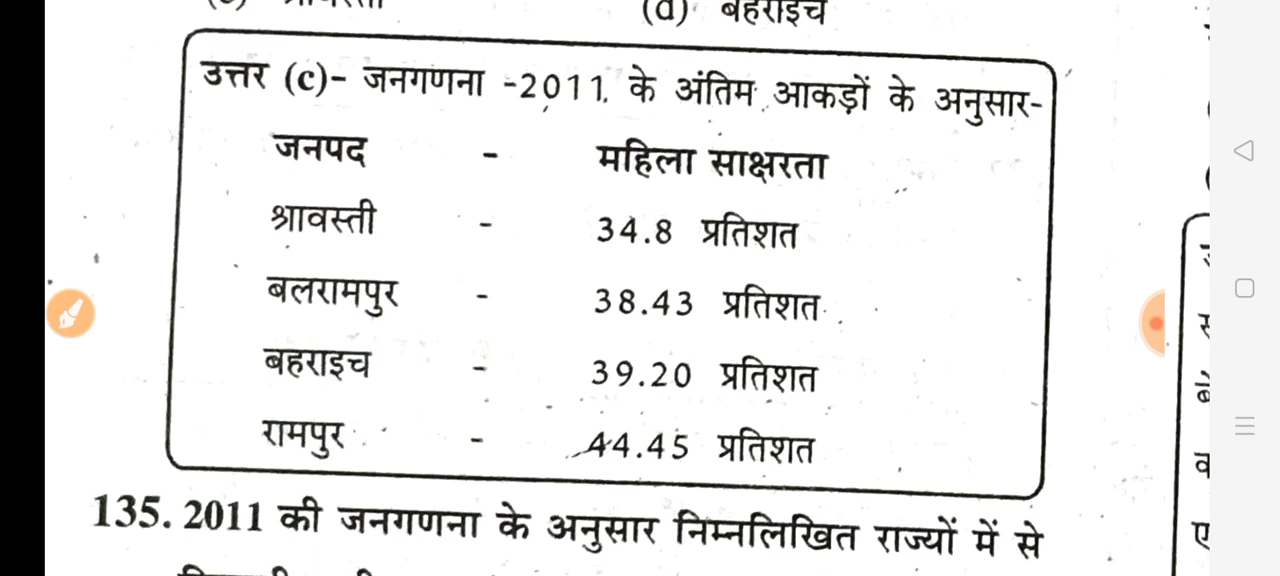 (d) बहराइच
उत्तर (c)- जनगणना -2011 के अंतिम आकड़ों के अनुसार-
जनपद - महिला साक्षरता
श्रावस्ती - 34.8 प्रतिशत
बलरामपुर - 38.43 प्रतिशत
बहराइच - 39.20 प्रतिशत
रामपुर - 44.45 प्रतिशत
135. 2011 की जनगणना के अनुसार निम्नलिखित राज्यों में से